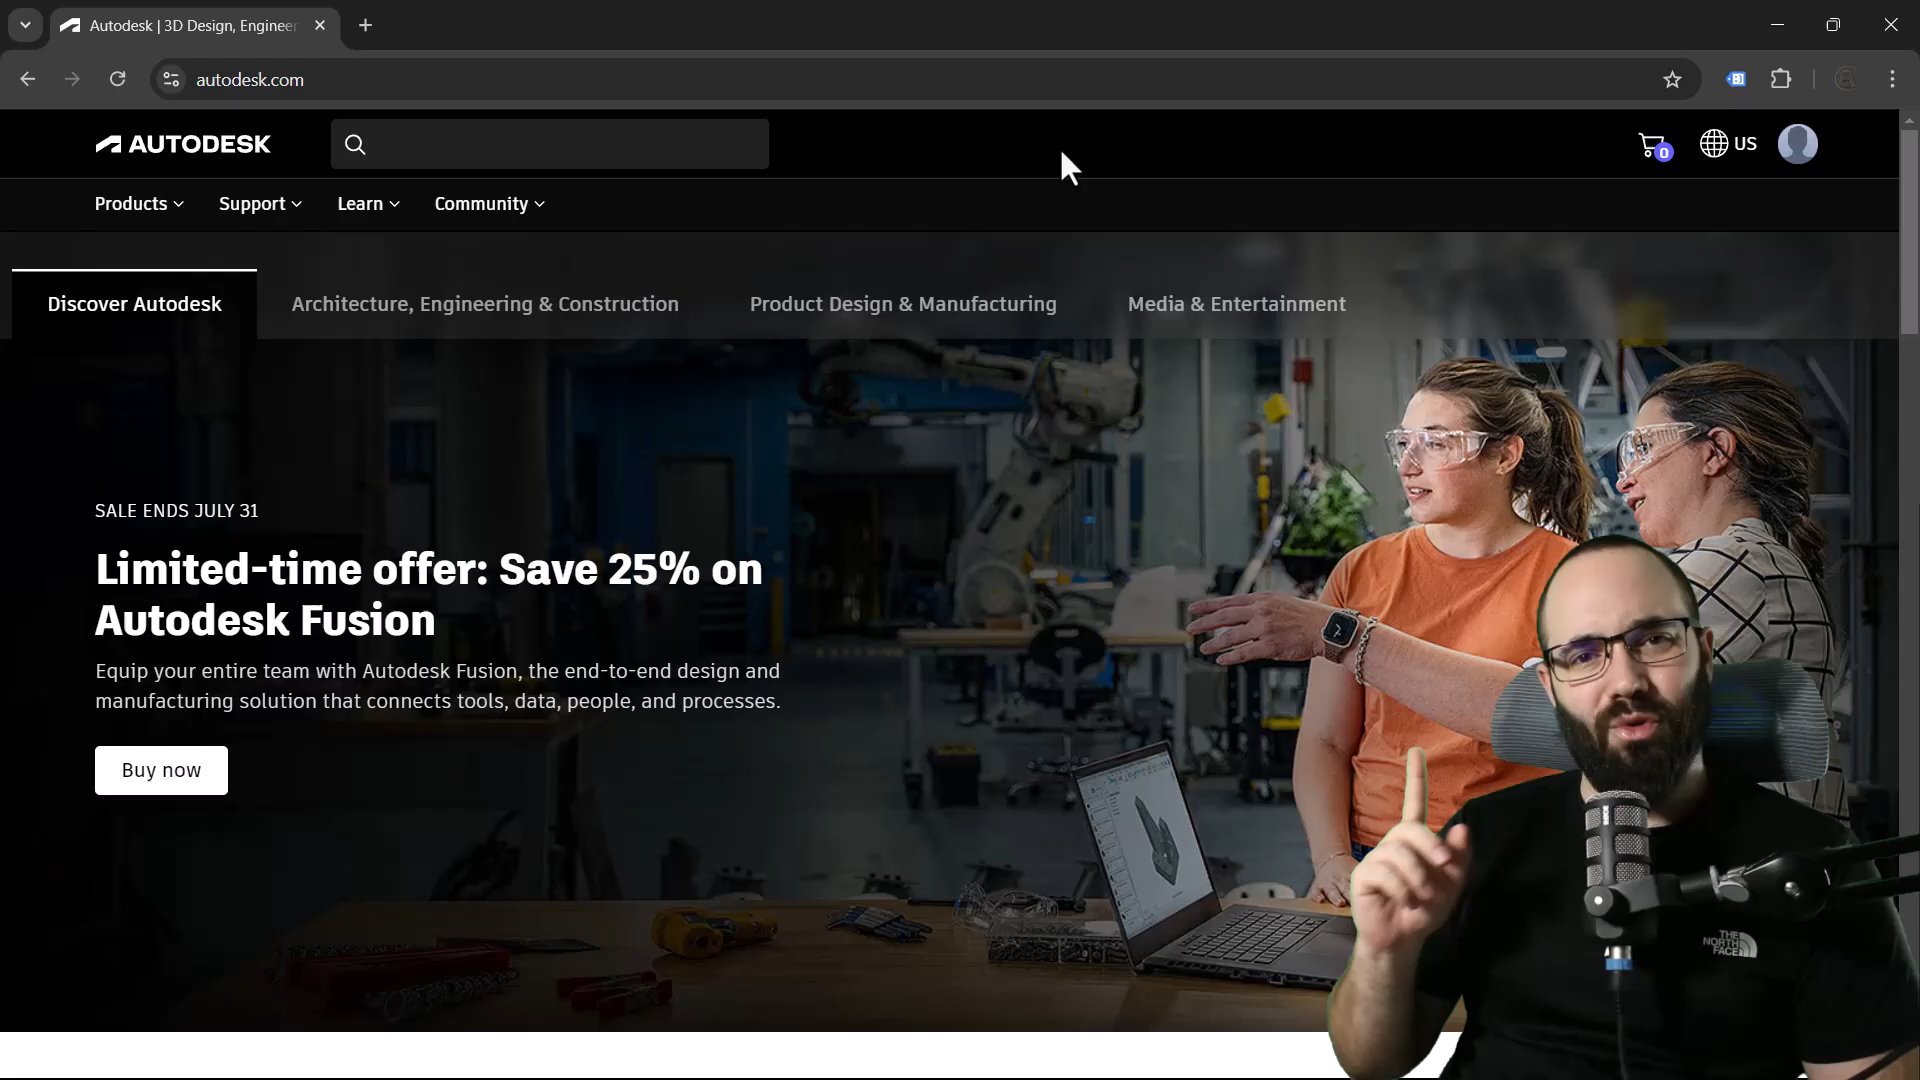 Autodesk | 3D Design, Engineer
autodesk.com
AUTODESK
0
US
Products
Support
Learn
Community
Discover Autodesk
Architecture, Engineering & Construction
Product Design & Manufacturing
Media & Entertainment
SALE ENDS JULY 31
Limited-time offer: Save 25% on
Autodesk Fusion
Equip your entire team with Autodesk Fusion, the end-to-end design and
manufacturing solution that connects tools, data, people, and processes.
Buy now
THE
NORTH
FACE